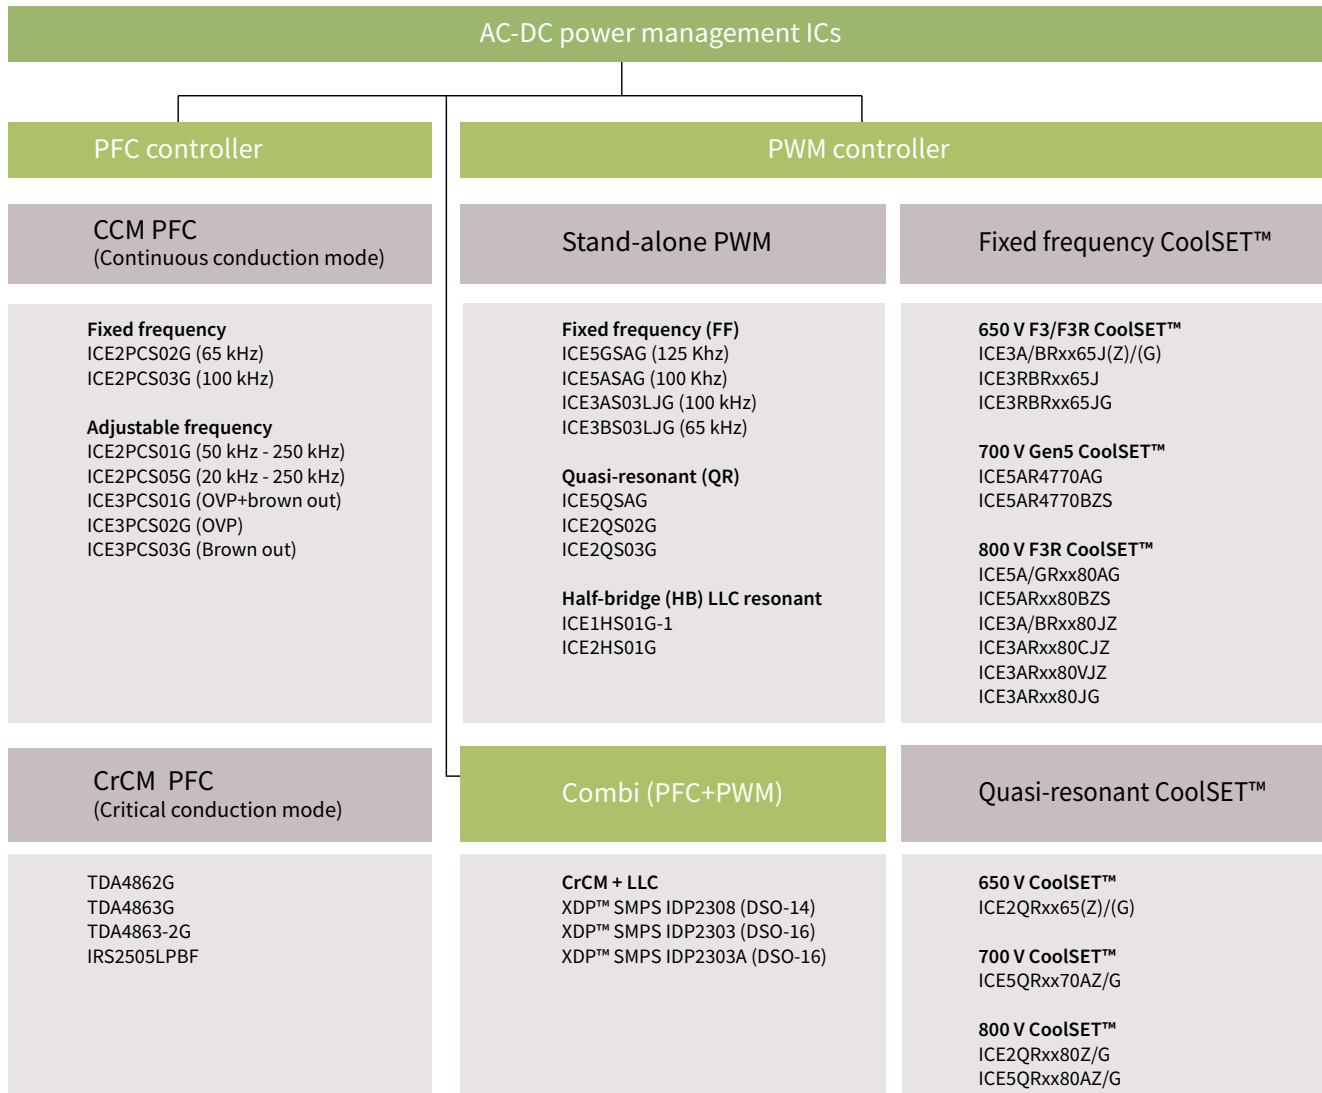 AC-DC power management ICs
PFC controller
PWM controller
CCM PFC
(Continuous conduction mode)
Stand-alone PWM
Fixed frequency CoolSET™
Fixed frequency
ICE2PCS02G (65 kHz)
ICE2PCS03G (100 kHz)
Adjustable frequency
ICE2PCS01G (50 kHz - 250 kHz)
ICE2PCS05G (20 kHz - 250 kHz)
ICE3PCS01G (OVP+brown out)
ICE3PCS02G (OVP)
ICE3PCS03G (Brown out)
Fixed frequency (FF)
ICE5GSAG (125 Khz)
ICE5ASAG (100 Khz)
ICE3AS03LJG (100 kHz)
ICE3BS03LJG (65 kHz)
Quasi-resonant (QR)
ICE5QSAG
ICE2QS02G
ICE2QS03G
Half-bridge (HB) LLC resonant
ICE1HS01G-1
ICE2HS01G
650 V F3/F3R CoolSET™
ICE3A/BRxx65J(Z)/(G)
ICE3RBRxx65J
ICE3RBRxx65JG
700 V Gen5 CoolSET™
ICE5AR4770AG
ICE5AR4770BZS
800 V F3R CoolSET™
ICE5A/GRxx80AG
ICE5ARxx80BZS
ICE3A/BRxx80JZ
ICE3ARxx80CJZ
ICE3ARxx80VJZ
ICE3ARxx80JG
CrCM PFC
(Critical conduction mode)
Combi (PFC+PWM)
Quasi-resonant CoolSET™
TDA4862G
TDA4863G
TDA4863-2G
IRS2505LPBF
CrCM + LLC
XDP™ SMPS IDP2308 (DSO-14)
XDP™ SMPS IDP2303 (DSO-16)
XDP™ SMPS IDP2303A (DSO-16)
650 V CoolSET™
ICE2QRxx65(Z)/(G)
700 V CoolSET™
ICE5QRxx70AZ/G
800 V CoolSET™
ICE2QRxx80Z/G
ICE5QRxx80AZ/G